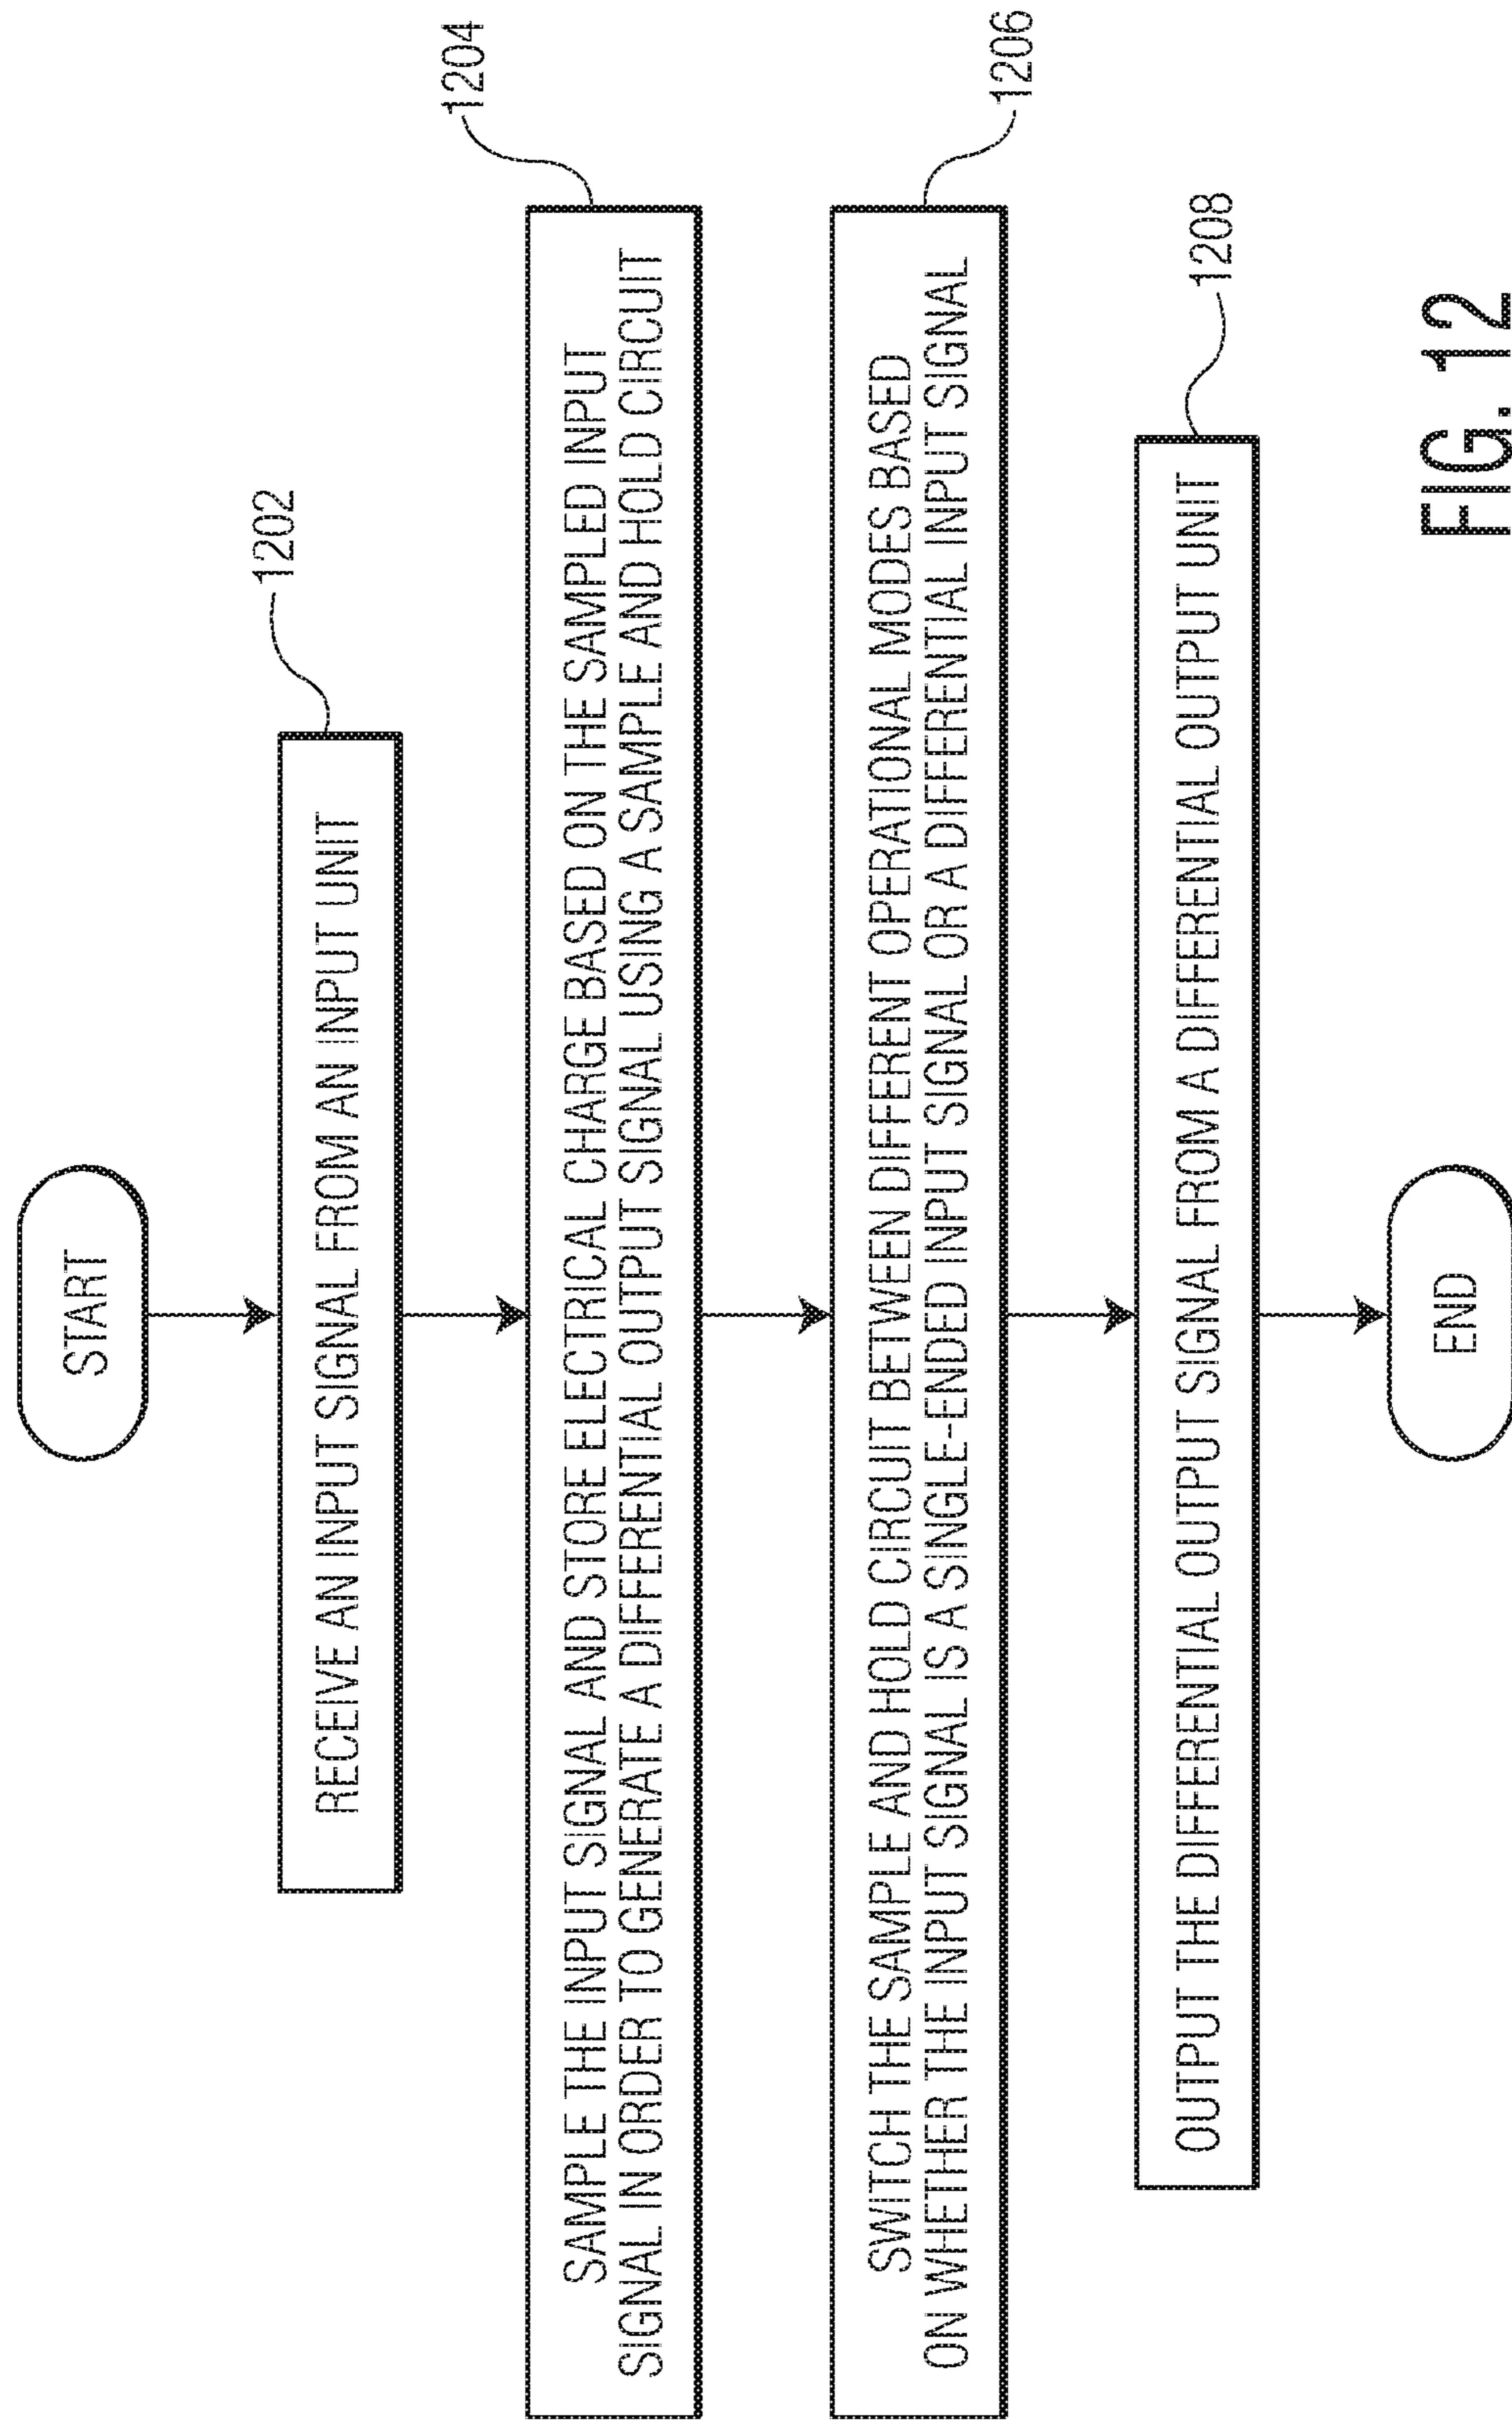 START
RECEIVE AN INPUT SIGNAL FROM AN INPUT UNIT
1202
SAMPLE THE INPUT SIGNAL AND STORE ELECTRICAL CHARGE BASED ON THE SAMPLED INPUT
SIGNAL IN ORDER TO GENERATE A DIFFERENTIAL OUTPUT SIGNAL USING A SAMPLE AND HOLD CIRCUIT
1204
SWITCH THE SAMPLE AND HOLD CIRCUIT BETWEEN DIFFERENT OPERATIONAL MODES BASED
ON WHETHER THE INPUT SIGNAL IS A SINGLE-ENDED INPUT SIGNAL OR A DIFFERENTIAL INPUT SIGNAL
1206
OUTPUT THE DIFFERENTIAL OUTPUT SIGNAL FROM A DIFFERENTIAL OUTPUT UNIT
1208
END
FIG. 12